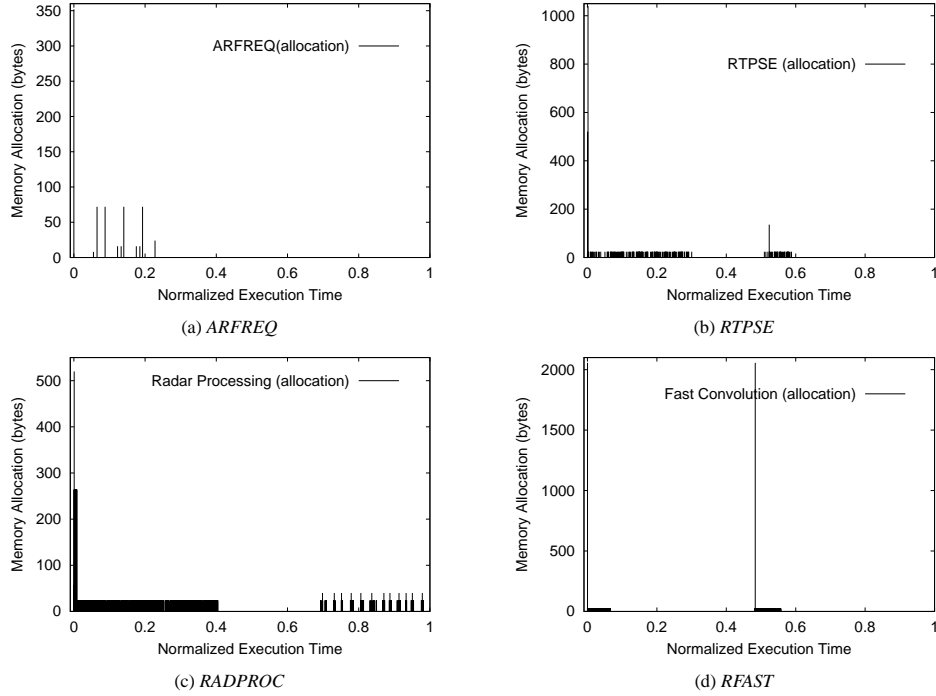 350
300
250
200
150
100
50
0
Memory Allocation (bytes)
ARFREQ(allocation)
0 0.2 0.4 0.6 0.8 1
Normalized Execution Time
(a) ARFREQ
1000
800
600
400
200
0
Memory Allocation (bytes)
RTPSE (allocation)
0 0.2 0.4 0.6 0.8 1
Normalized Execution Time
(b) RTPSE
500
400
300
200
100
0
Memory Allocation (bytes)
Radar Processing (allocation)
0 0.2 0.4 0.6 0.8 1
Normalized Execution Time
(c) RADPROC
2000
1500
1000
500
0
Memory Allocation (bytes)
Fast Convolution (allocation)
0 0.2 0.4 0.6 0.8 1
Normalized Execution Time
(d) RFAST